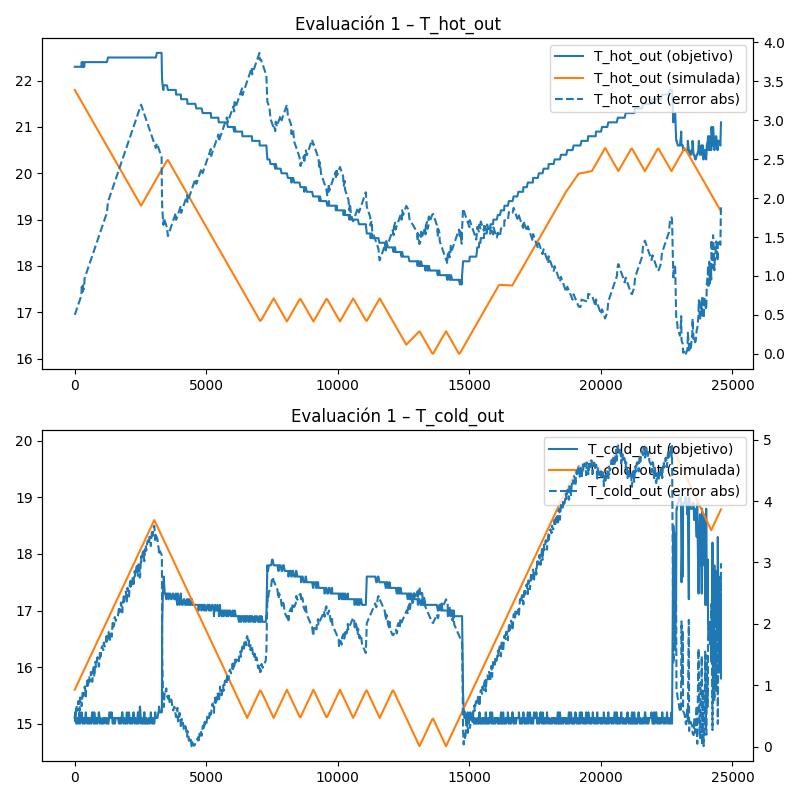 Evaluación 1 – T_hot_out
T_hot_out (objetivo)
T_hot_out (simulada)
T_hot_out (error abs)
22
21
20
19
18
17
16
4.0
3.5
3.0
2.5
2.0
1.5
1.0
0.5
0.0
0 5000 10000 15000 20000 25000
Evaluación 1 – T_cold_out
T_cold_out (objetivo)
T_cold_out (simulada)
T_cold_out (error abs)
20
19
18
17
16
15
5
4
3
2
1
0
0 5000 10000 15000 20000 25000